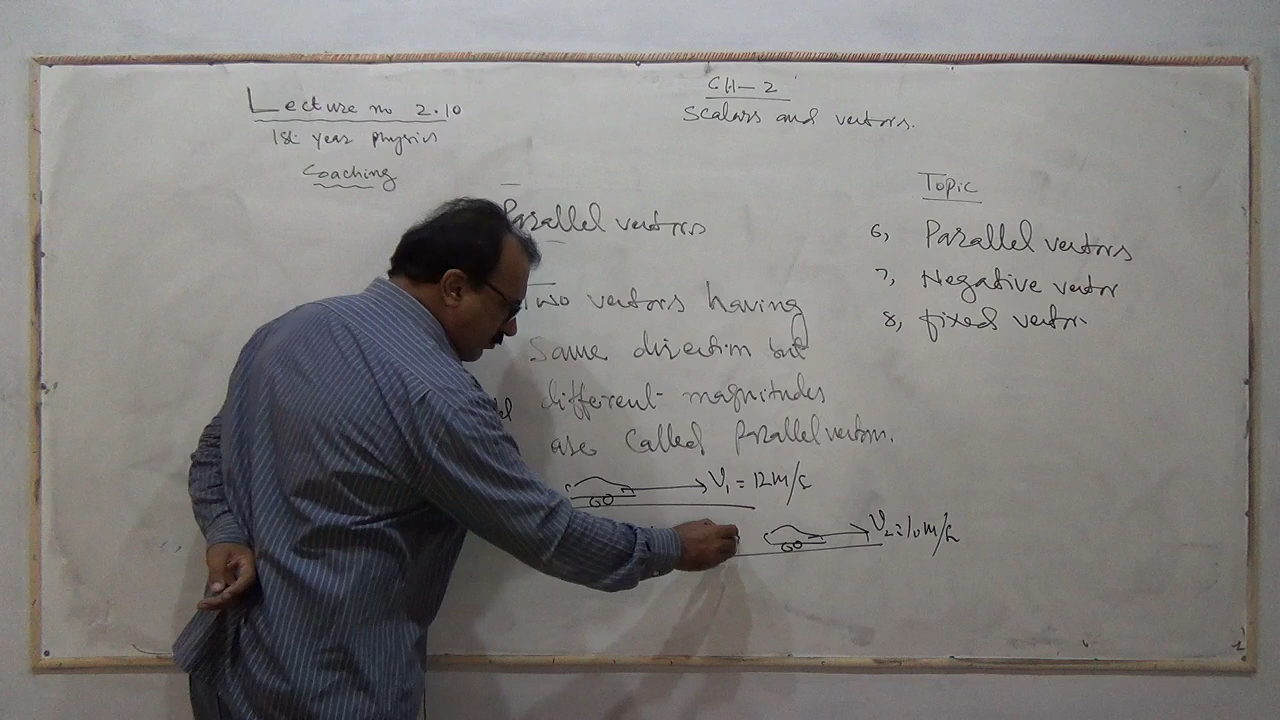 Lecture no 2.10
1st year physics
Coaching
CH-2
Scalars and vectors.
Topic
6, Parallel vectors
7, Negative vector
8, fixed vector.
Parallel vectors
Two vectors having
Same direction but
different magnitudes
are called Parallel vectors.
V₁ = 12m/s
V₂ = 10m/s